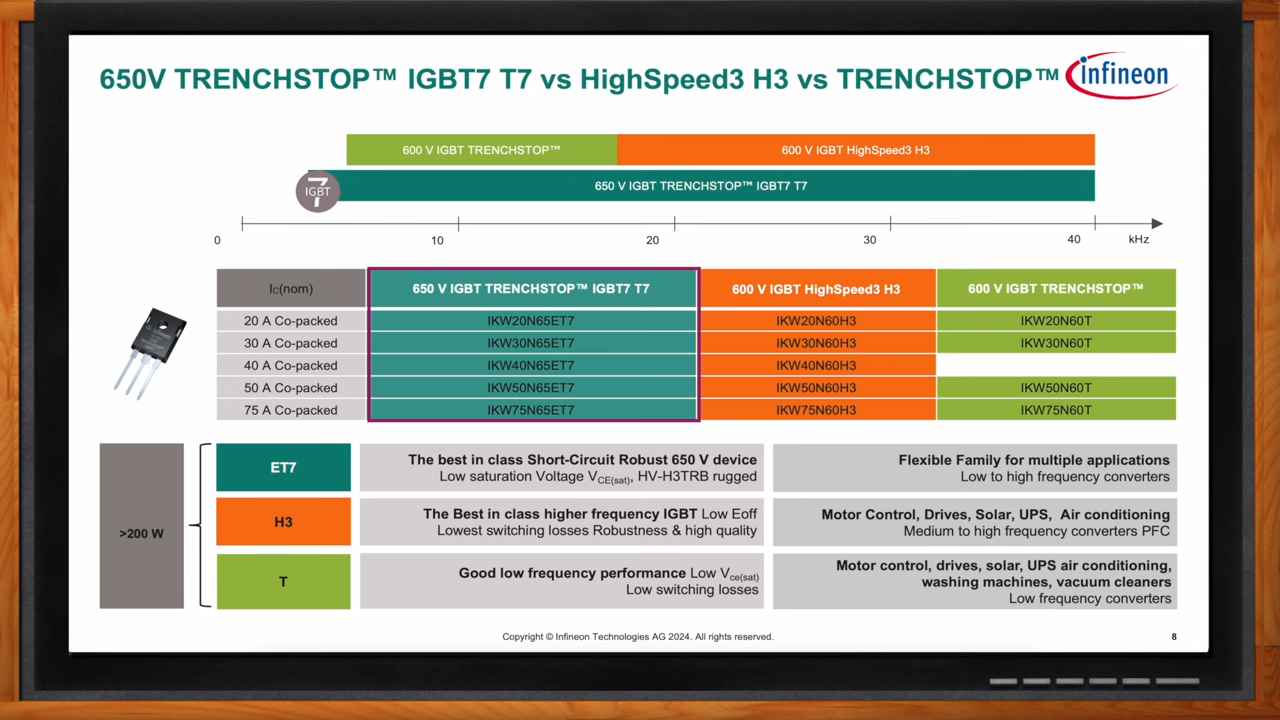 650V TRENCHSTOP™ IGBT7 T7 vs HighSpeed3 H3 vs TRENCHSTOP™
infineon
600 V IGBT TRENCHSTOP™
600 V IGBT HighSpeed3 H3
7
IGBT
650 V IGBT TRENCHSTOP™ IGBT7 T7
0 10 20 30 40 kHz
IC(nom) 650 V IGBT TRENCHSTOP™ IGBT7 T7 600 V IGBT HighSpeed3 H3 600 V IGBT TRENCHSTOP™
20 A Co-packed IKW20N65ET7 IKW20N60H3 IKW20N60T
30 A Co-packed IKW30N65ET7 IKW30N60H3 IKW30N60T
40 A Co-packed IKW40N65ET7 IKW40N60H3
50 A Co-packed IKW50N65ET7 IKW50N60H3 IKW50N60T
75 A Co-packed IKW75N65ET7 IKW75N60H3 IKW75N60T
>200 W
ET7
The best in class Short-Circuit Robust 650 V device
Low saturation Voltage VCE(sat), HV-H3TRB rugged
Flexible Family for multiple applications
Low to high frequency converters
H3
The Best in class higher frequency IGBT Low Eoff
Lowest switching losses Robustness & high quality
Motor Control, Drives, Solar, UPS, Air conditioning
Medium to high frequency converters PFC
T
Good low frequency performance Low Vce(sat)
Low switching losses
Motor control, drives, solar, UPS air conditioning,
washing machines, vacuum cleaners
Low frequency converters
Copyright © Infineon Technologies AG 2024. All rights reserved.
8